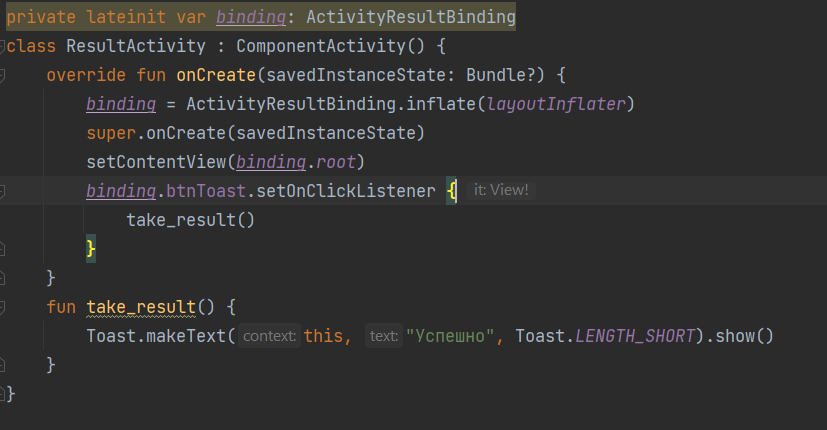 private lateinit var binding: ActivityResultBinding
class ResultActivity : ComponentActivity() {
    override fun onCreate(savedInstanceState: Bundle?) {
        binding = ActivityResultBinding.inflate(layoutInflater)
        super.onCreate(savedInstanceState)
        setContentView(binding.root)
        binding.btnToast.setOnClickListener { it: View!
            take_result()
        }
    }
    fun take_result() {
        Toast.makeText( context: this, text: "Успешно", Toast.LENGTH_SHORT).show()
    }
}